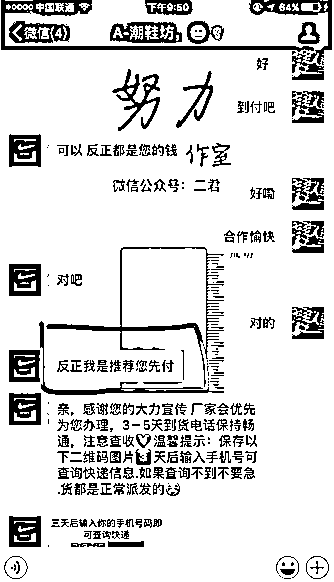 中国联通 下午9:50 64%
微信(4) A-潮鞋坊,
好
努力
到付吧
可以 反正都是您的钱 作室
微信公众号：二君
好嘞
合作愉快
对吧
对的
反正我是推荐您先付
亲，感谢您的大力宣传 厂家会优先
为您办理，3-5天到货电话保持畅
通，注意查收♡温馨提示：保存以
下二维码图片 天后输入手机号可
查询快递信息.如果查询不到不要急
.货都是正常派发的
三天后输入你的手机号码即
可查询快递